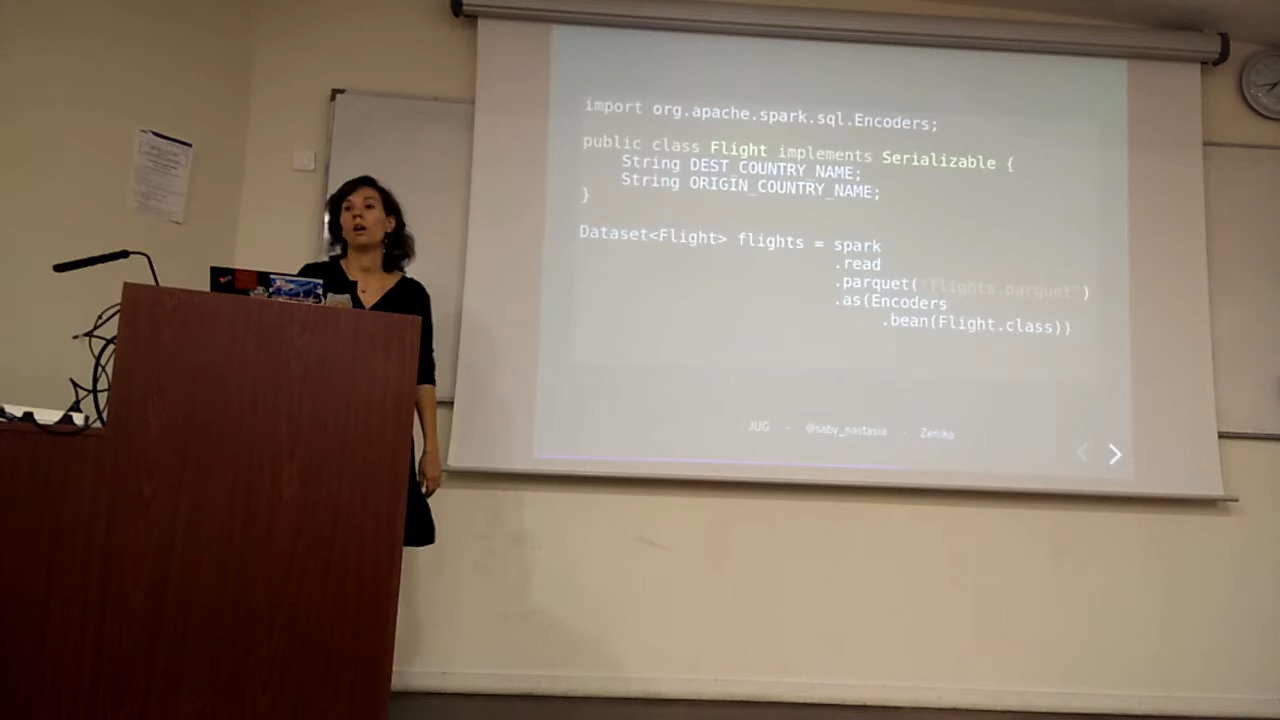 import org.apache.spark.sql.Encoders;
public class Flight implements Serializable {
String DEST_COUNTRY_NAME;
String ORIGIN_COUNTRY_NAME;
}
Dataset<Flight> flights = spark
.read
.parquet("flights.parquet")
.as(Encoders
.bean(Flight.class))
JUG - @saby_nastasia - Zenika